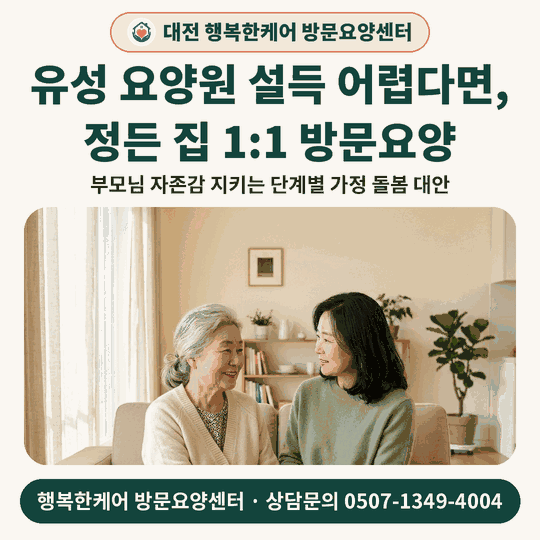 대전 행복한케어 방문요양센터
유성 요양원 설득 어렵다면,
정든 집 1:1 방문요양
부모님 자존감 지키는 단계별 가정 돌봄 대안
행복한케어 방문요양센터 · 상담문의 0507-1349-4004